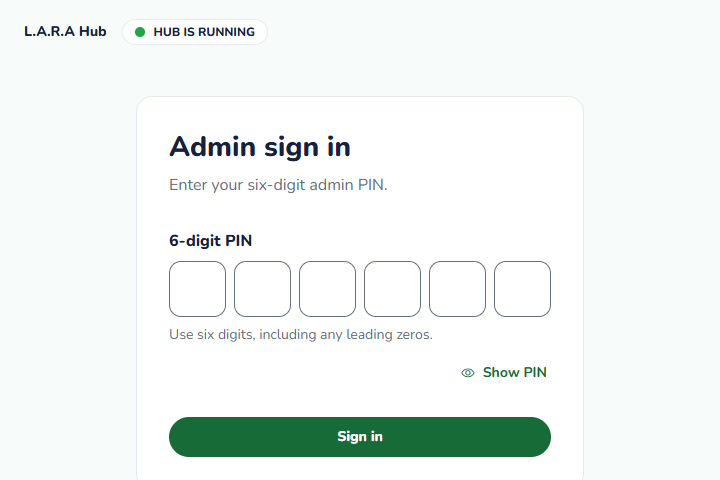 L.A.R.A Hub
HUB IS RUNNING
Admin sign in
Enter your six-digit admin PIN.
6-digit PIN
Use six digits, including any leading zeros.
Show PIN
Sign in